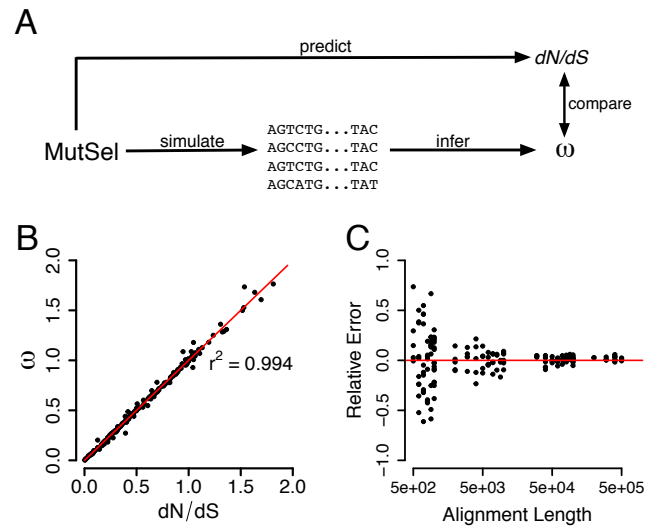 A
predict
dN/dS
compare
MutSel
simulate
AGTCTG...TAC
AGCCTG...TAC
AGTCTG...TAC
AGCATG...TAT
infer
ω
B
ω
0.0
0.5
1.0
1.5
2.0
r² = 0.994
0.0
0.5
1.0
1.5
2.0
dN/dS
C
Relative Error
1.0
0.5
0.0
−0.5
−1.0
5e+02
5e+03
5e+04
5e+05
Alignment Length